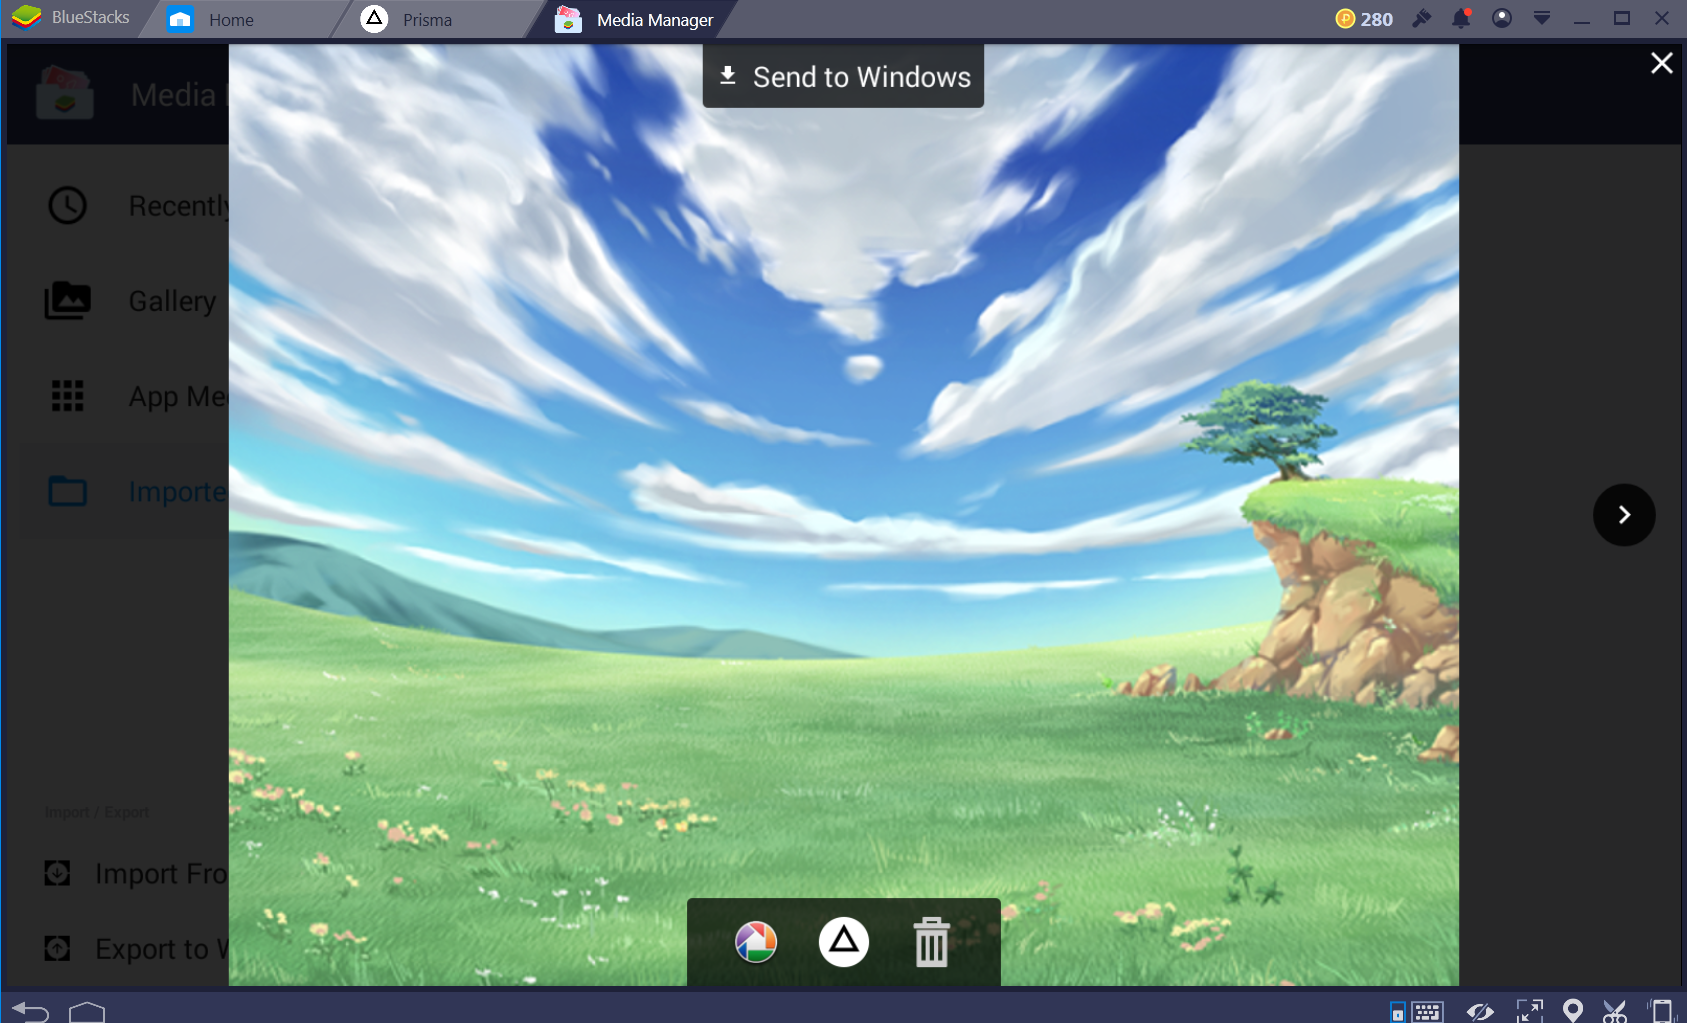 BlueStacks
Home
Prisma
Media Manager
280
Send to Windows
Media
Recently
Gallery
App Me
Importe
Import / Export
Import Fro
Export to W